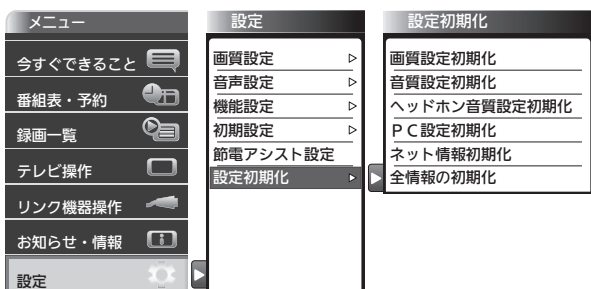 メニュー
今すぐできること
番組表・予約
録画一覧
テレビ操作
リンク機器操作
お知らせ・情報
設定
設定
画質設定
音声設定
機能設定
初期設定
節電アシスト設定
設定初期化
設定初期化
画質設定初期化
音質設定初期化
ヘッドホン音質設定初期化
ＰＣ設定初期化
ネット情報初期化
全情報の初期化